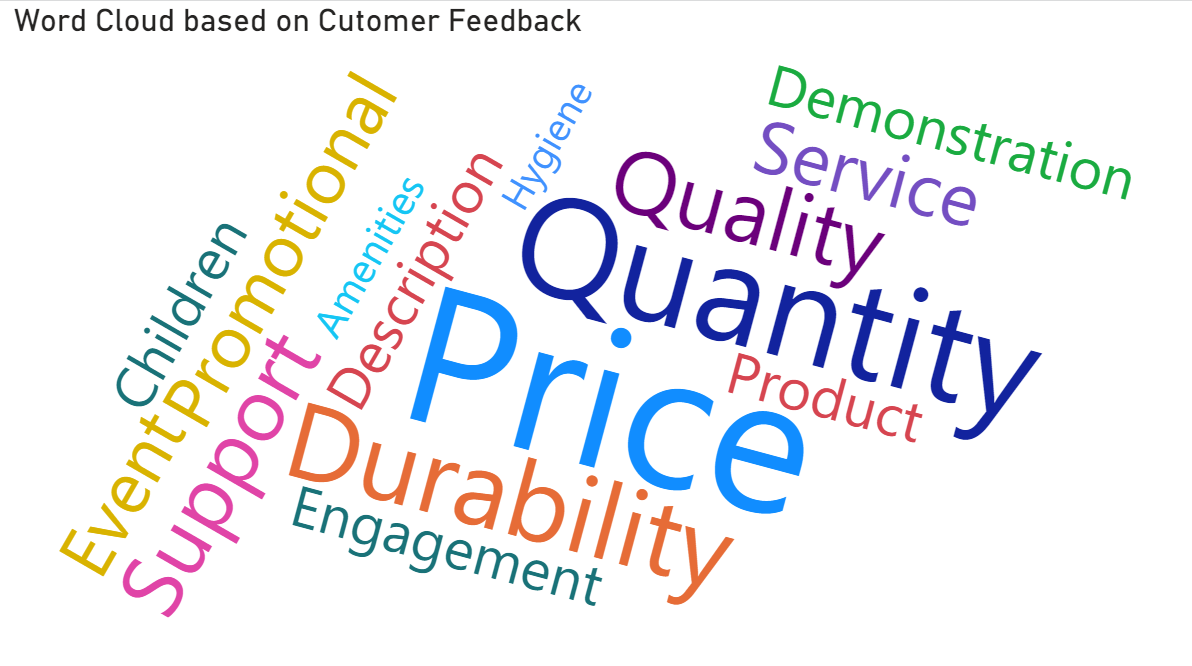 Word Cloud based on Cutomer Feedback
Demonstration
Service
Quality
Quantity
Hygiene
Promotional
Event
Amenities
Description
Children
Support
Price
Product
Durability
Engagement